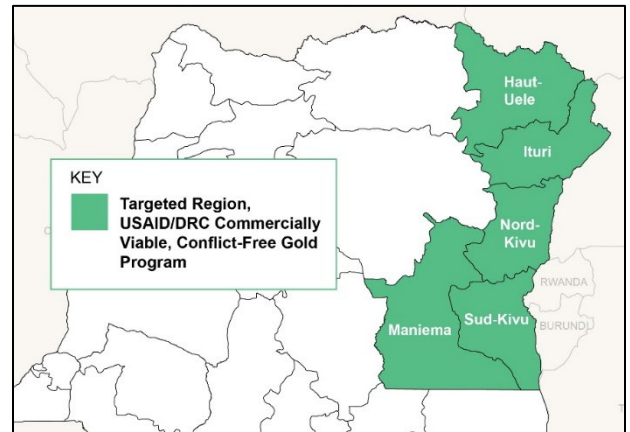 Haut-
Uele
Ituri
KEY
Targeted Region,
USAID/DRC Commercially
Viable, Conflict-Free Gold
Program
Nord-
Kivu
RWANDA
Maniema
Sud-Kivu
BURUNDI